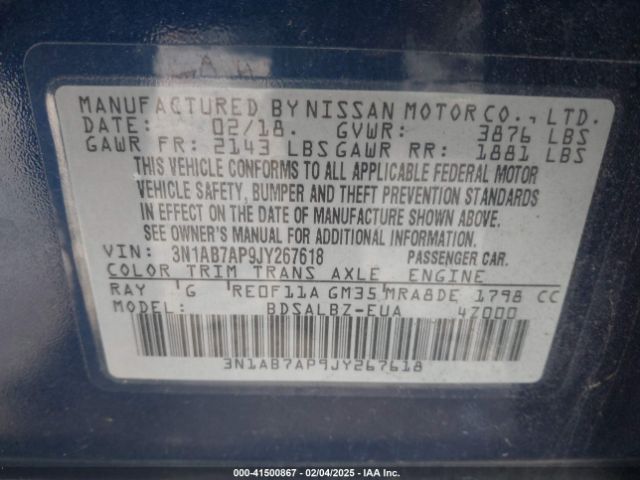 MANUFACTURED BY NISSAN MOTOR CO., LTD.
DATE: 02/18. GVWR: 3876 LBS
GAWR FR: 2143 LBS GAWR RR: 1881 LBS
THIS VEHICLE CONFORMS TO ALL APPLICABLE FEDERAL MOTOR
VEHICLE SAFETY, BUMPER AND THEFT PREVENTION STANDARDS
IN EFFECT ON THE DATE OF MANUFACTURE SHOWN ABOVE.
SEE OWNER'S MANUAL FOR ADDITIONAL INFORMATION.
VIN: 3N1AB7AP9JY267618 PASSENGER CAR.
COLOR TRIM TRANS AXLE ENGINE
RAY G RE0F11A GM35 MRA8DE 1798 CC
MODEL: BDSALBZ-EUA 4Z000
3N1AB7AP9JY267618
000-41500867 - 02/04/2025 - IAA Inc.